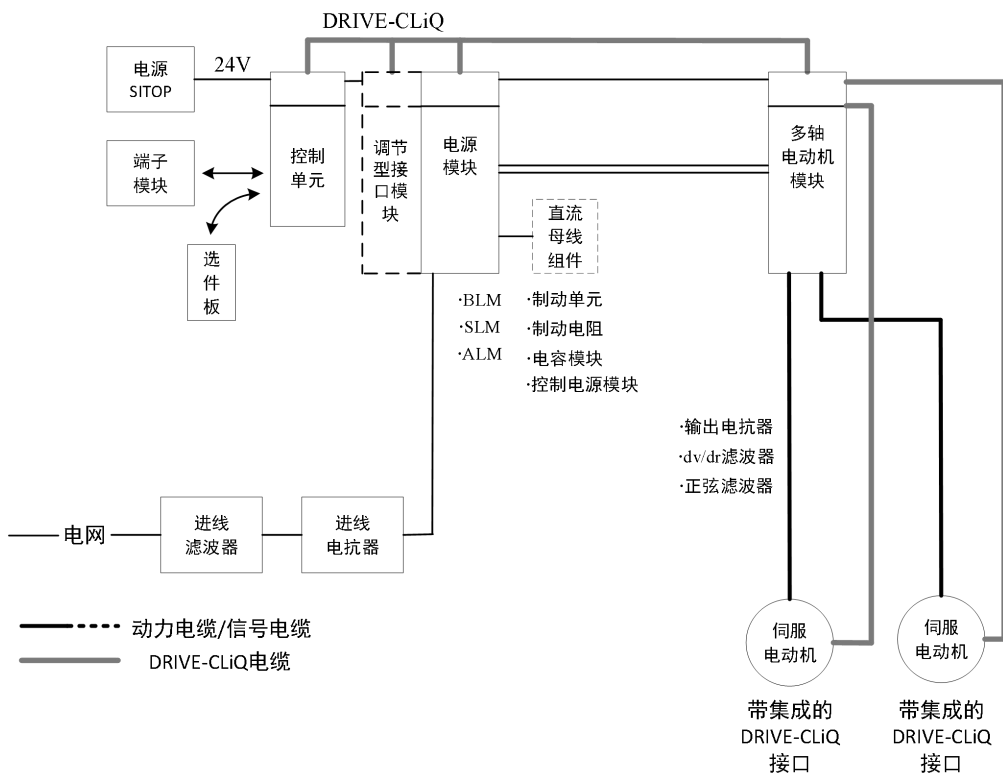 DRIVE-CLiQ
电源
SITOP
24V
控制
单元
调节
型接
口模
块
电源
模块
多轴
电动机
模块
端子
模块
选
件
板
直流
母线
组件
·BLM
·SLM
·ALM
·制动单元
·制动电阻
·电容模块
·控制电源模块
·输出电抗器
·dv/dr滤波器
·正弦滤波器
电网
进线
滤波器
进线
电抗器
动力电缆/信号电缆
DRIVE-CLiQ电缆
伺服
电动机
伺服
电动机
带集成的
DRIVE-CLiQ
接口
带集成的
DRIVE-CLiQ
接口